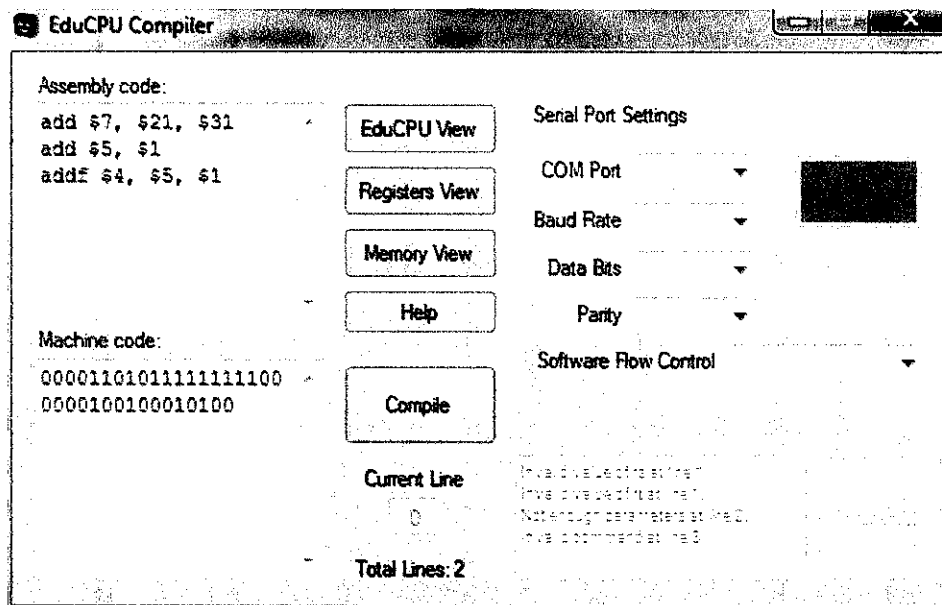 EduCPU Compiler
Assembly code:
add $7, $21, $31
add $5, $1
addf $4, $5, $1
Machine code:
00001101011111111100
0000100100010100
EduCPU View
Registers View
Memory View
Help
Compile
Current Line
0
Total Lines: 2
Serial Port Settings
COM Port
Baud Rate
Data Bits
Parity
Software Flow Control